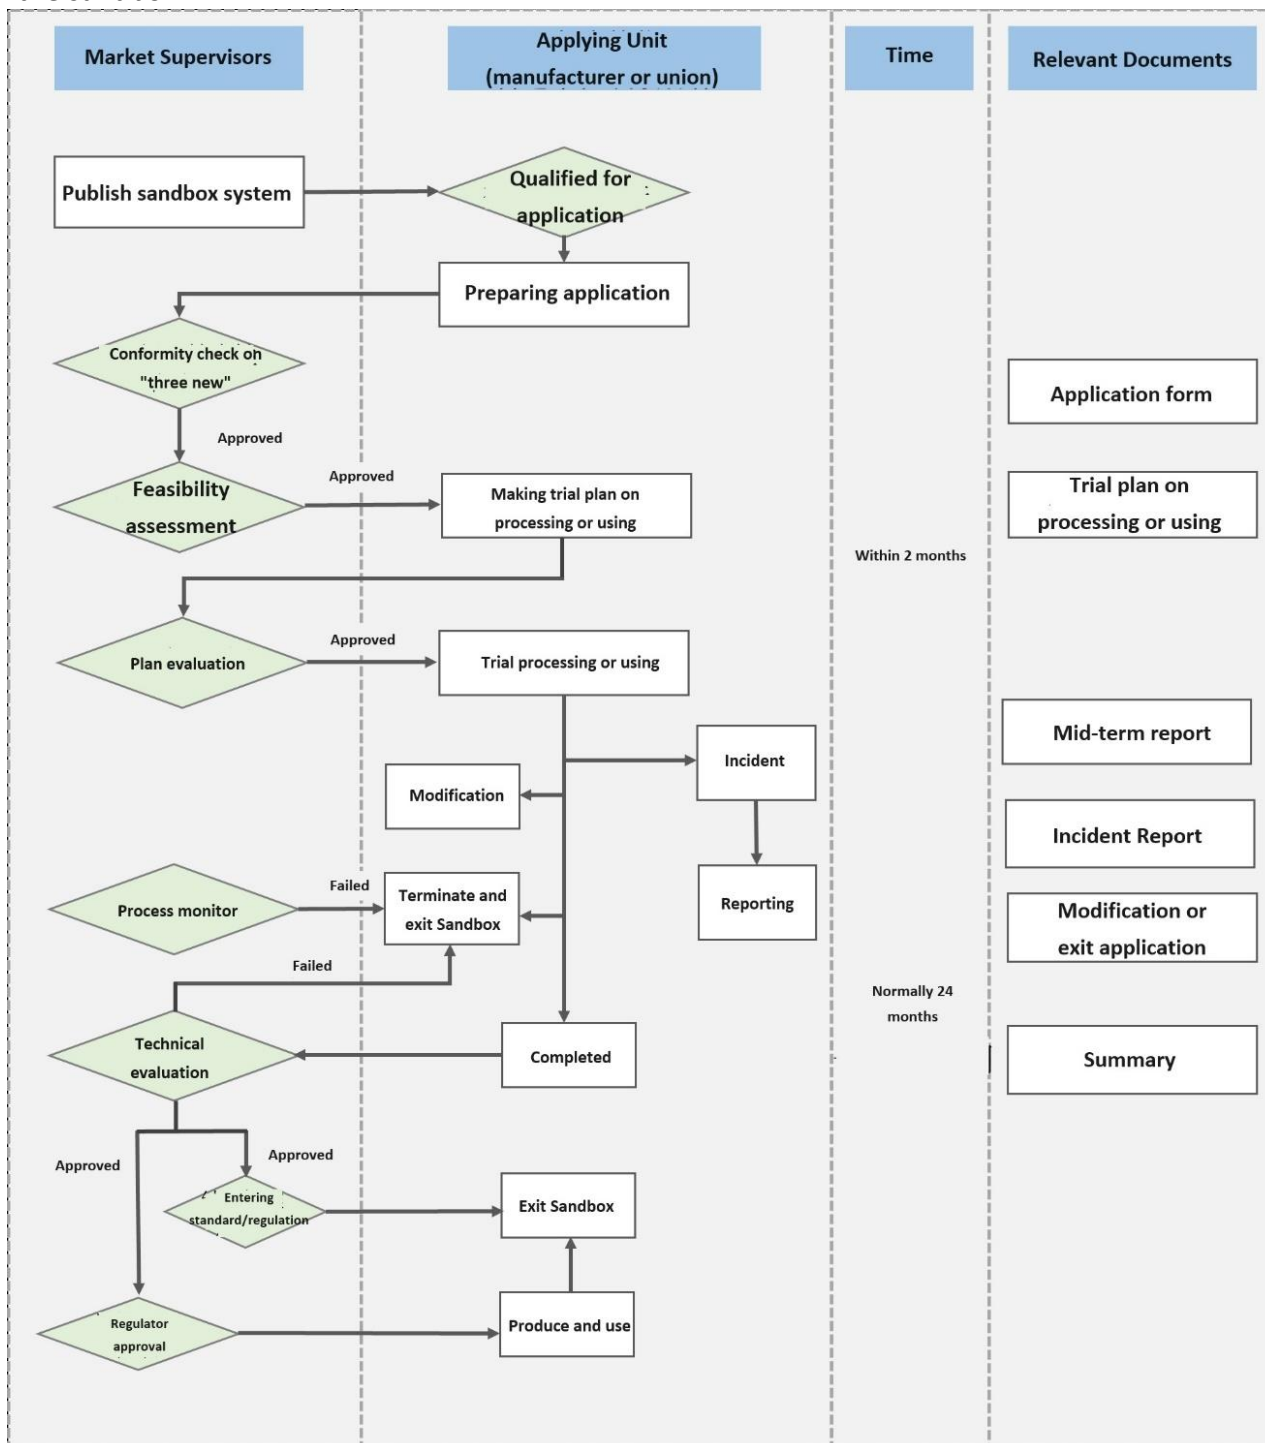 Market Supervisors
Applying Unit
(manufacturer or union)
Time
Relevant Documents
Publish sandbox system
Qualified for
application
Preparing application
Conformity check on
"three new"
Application form
Approved
Feasibility
assessment
Approved
Making trial plan on
processing or using
Trial plan on
processing or using
Within 2 months
Plan evaluation
Approved
Trial processing or using
Mid-term report
Incident
Modification
Incident Report
Process monitor
Failed
Terminate and
exit Sandbox
Reporting
Modification or
exit application
Failed
Normally 24
months
Technical
evaluation
Completed
Summary
Approved
Approved
Entering
standard/regulation
Exit Sandbox
Regulator
approval
Produce and use